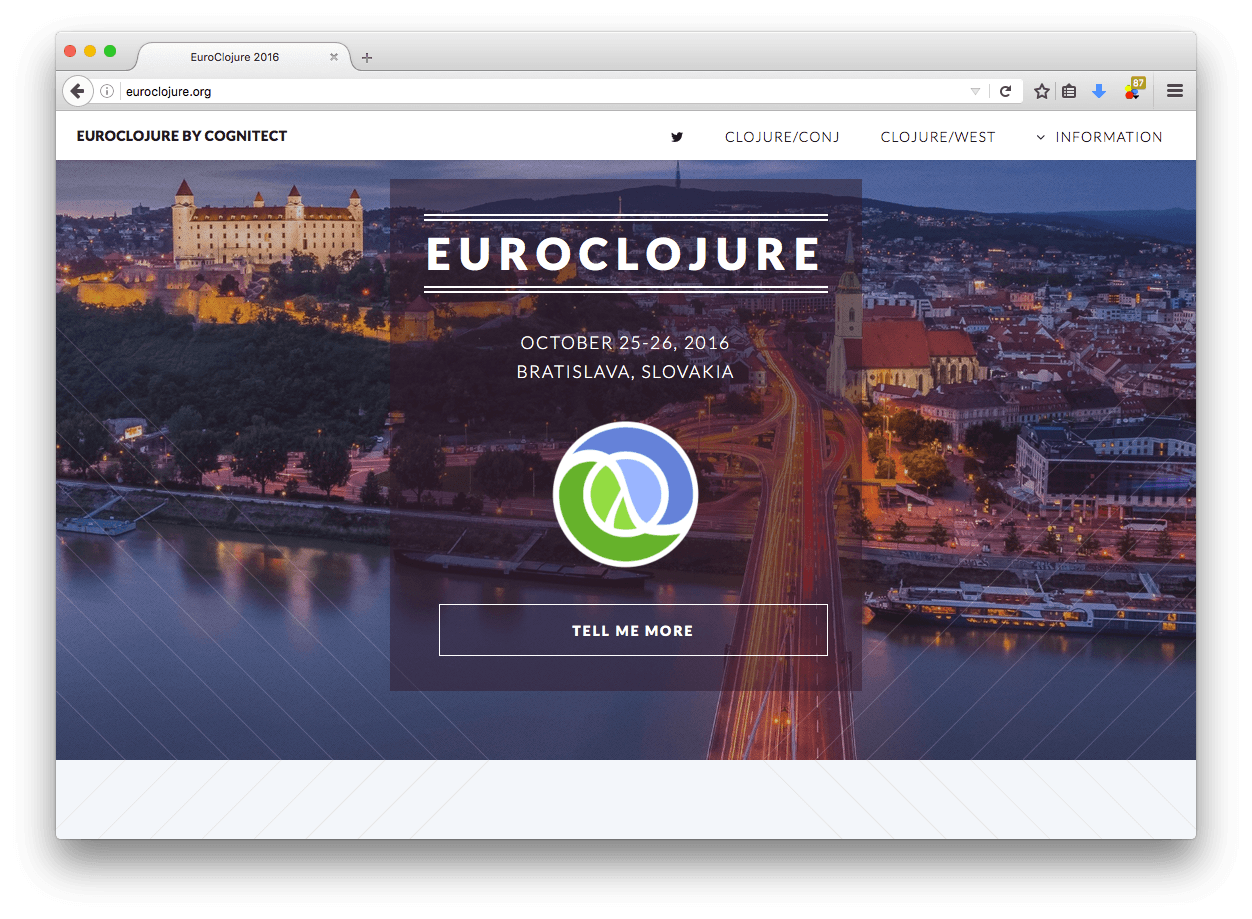 EuroClojure 2016
euroclojure.org
87
EUROCLOJURE BY COGNITECT
CLOJURE/CONJ
CLOJURE/WEST
INFORMATION
EUROCLOJURE
OCTOBER 25-26, 2016
BRATISLAVA, SLOVAKIA
TELL ME MORE